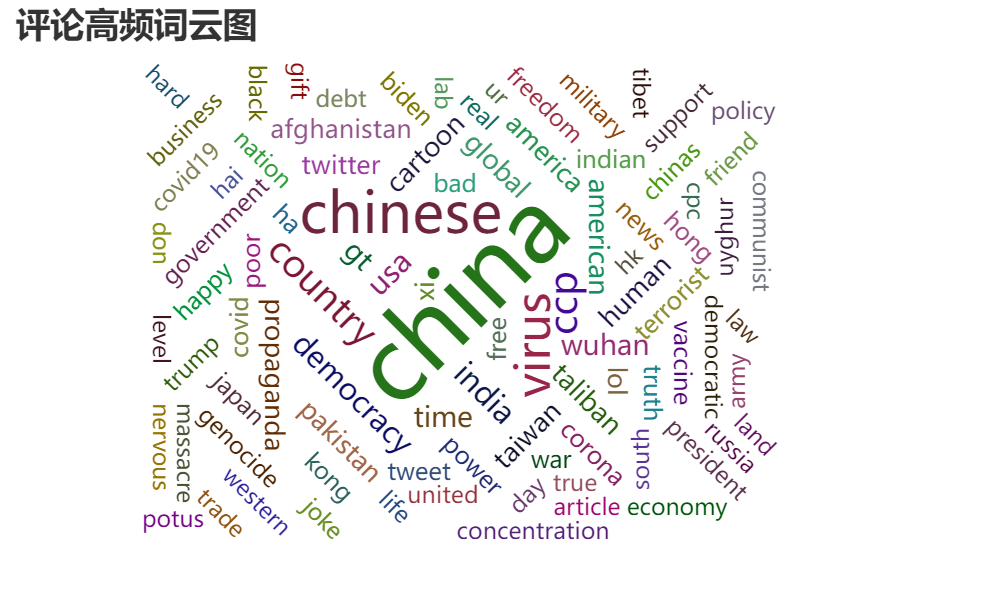 评论高频词云图
hard
business
black
gift
debt
biden
lab
ur
real
freedom
military
tibet
support
policy
afghanistan
cartoon
america
global
indian
chinas
friend
covid19
hai
nation
twitter
bad
american
cpc
communist
don
government
ha
chinese
gt
usa
xi
china
news
hk
hong
uyghur
human
terrorist
happy
poor
country
ccp
virus
free
wuhan
level
covid
propaganda
democracy
india
taliban
lol
truth
vaccine
democratic
law
army
trump
japan
time
taiwan
land
nervous
massacre
genocide
pakistan
kong
tweet
power
war
corona
south
president
russia
potus
trade
western
joke
life
united
day
true
article
economy
concentration